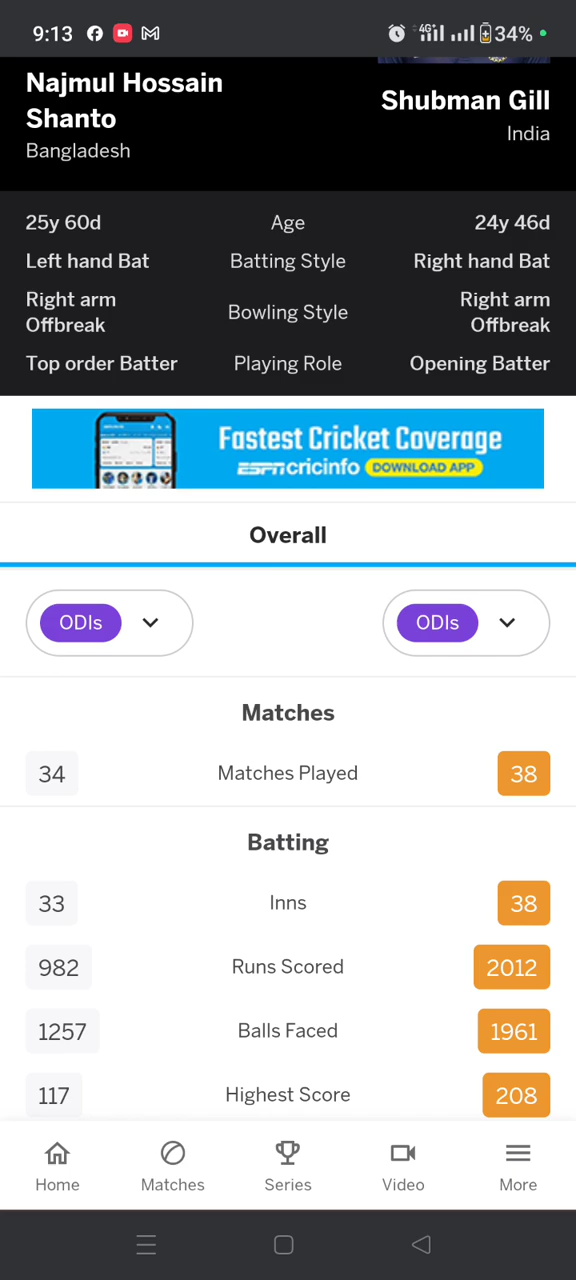 9:13
4G+
34%
Najmul Hossain
Shanto
Bangladesh
Shubman Gill
India
25y 60d Age 24y 46d
Left hand Bat Batting Style Right hand Bat
Right arm
Offbreak Bowling Style Right arm
Offbreak
Top order Batter Playing Role Opening Batter
Fastest Cricket Coverage
ESPN cricinfo DOWNLOAD APP
Overall
ODIs ODIs
Matches
34 Matches Played 38
Batting
33 Inns 38
982 Runs Scored 2012
1257 Balls Faced 1961
117 Highest Score 208
Home Matches Series Video More